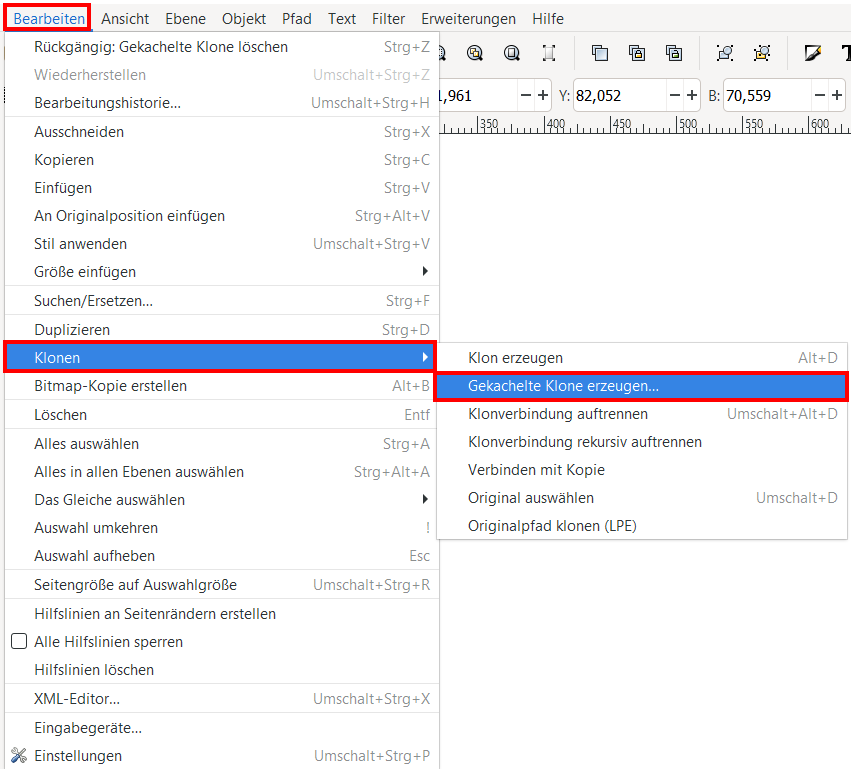 Bearbeiten Ansicht Ebene Objekt Pfad Text Filter Erweiterungen Hilfe
Rückgängig: Gekachelte Klone löschen Strg+Z
Wiederherstellen Umschalt+Strg+Z
Bearbeitungshistorie... Umschalt+Strg+H
,961 Y: 82,052 B: 70,559
350 400 450 500 550 600
Ausschneiden Strg+X
Kopieren Strg+C
Einfügen Strg+V
An Originalposition einfügen Strg+Alt+V
Stil anwenden Umschalt+Strg+V
Größe einfügen
Suchen/Ersetzen... Strg+F
Duplizieren Strg+D
Klonen
Bitmap-Kopie erstellen Alt+B
Löschen Entf
Alles auswählen Strg+A
Alles in allen Ebenen auswählen Strg+Alt+A
Das Gleiche auswählen
Auswahl umkehren !
Auswahl aufheben Esc
Seitengröße auf Auswahlgröße Umschalt+Strg+R
Hilfslinien an Seitenrändern erstellen
Alle Hilfslinien sperren
Hilfslinien löschen
XML-Editor... Umschalt+Strg+X
Eingabegeräte...
Einstellungen Umschalt+Strg+P
Klon erzeugen Alt+D
Gekachelte Klone erzeugen...
Klonverbindung auftrennen Umschalt+Alt+D
Klonverbindung rekursiv auftrennen
Verbinden mit Kopie
Original auswählen Umschalt+D
Originalpfad klonen (LPE)